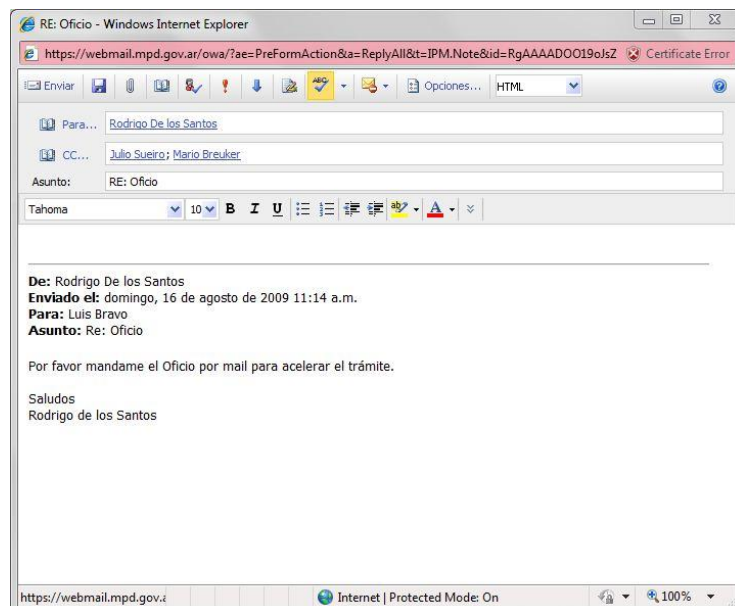 RE: Oficio - Windows Internet Explorer
https://webmail.mpd.gov.ar/owa/?ae=PreFormAction&a=ReplyAll&t=IPM.Note&id=RgAAAADOO19oJsZ Certificate Error
Enviar Opciones... HTML
Para... Rodrigo De los Santos
CC... Julio Sueiro; Mario Breuker
Asunto: RE: Oficio
Tahoma 10 B I U A
De: Rodrigo De los Santos
Enviado el: domingo, 16 de agosto de 2009 11:14 a.m.
Para: Luis Bravo
Asunto: Re: Oficio
Por favor mandame el Oficio por mail para acelerar el trámite.
Saludos
Rodrigo de los Santos
https://webmail.mpd.gov.a Internet | Protected Mode: On 100%